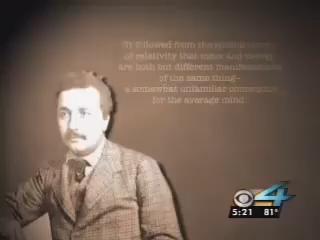 It followed from the special theory
of relativity that mass and energy
are both but different manifestations
of the same thing–
a somewhat unfamiliar conception
for the average mind.
4
5:21 81°